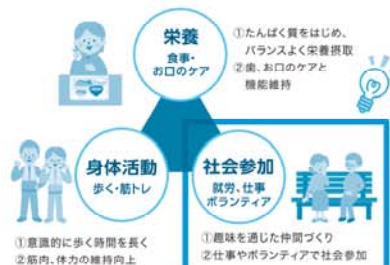 栄養
食事・
お口のケア
①たんぱく質をはじめ、
バランスよく栄養摂取
②歯、お口のケアと
機能維持
身体活動
歩く・筋トレ
①意識的に歩く時間を長く
②筋肉、体力の維持向上
社会参加
就労、仕事
ボランティア
①趣味を通じた仲間づくり
②仕事やボランティアで社会参加